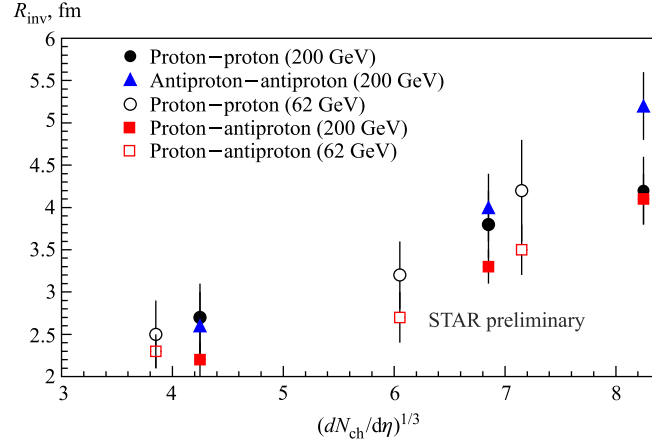 R_inv, fm
6
Proton−proton (200 GeV)
5.5
Antiproton−antiproton (200 GeV)
5
Proton−proton (62 GeV)
Proton−antiproton (200 GeV)
4.5
Proton−antiproton (62 GeV)
4
3.5
3
STAR preliminary
2.5
2
3 4 5 6 7 8
(dN_ch/dη)^1/3